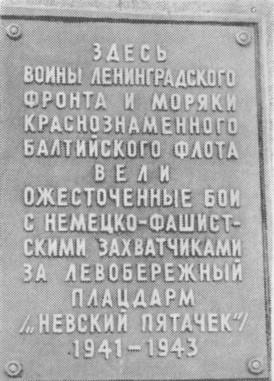 ЗДЕСЬ
ВОИНЫ ЛЕНИНГРАДСКОГО
ФРОНТА И МОРЯКИ
КРАСНОЗНАМЕННОГО
БАЛТИЙСКОГО ФЛОТА
ВЕЛИ
ОЖЕСТОЧЕННЫЕ БОИ
С НЕМЕЦКО-ФАШИСТ-
СКИМИ ЗАХВАТЧИКАМИ
ЗА ЛЕВОБЕРЕЖНЫЙ
ПЛАЦДАРМ
/„НЕВСКИЙ ПЯТАЧЕК"/
1941-1943